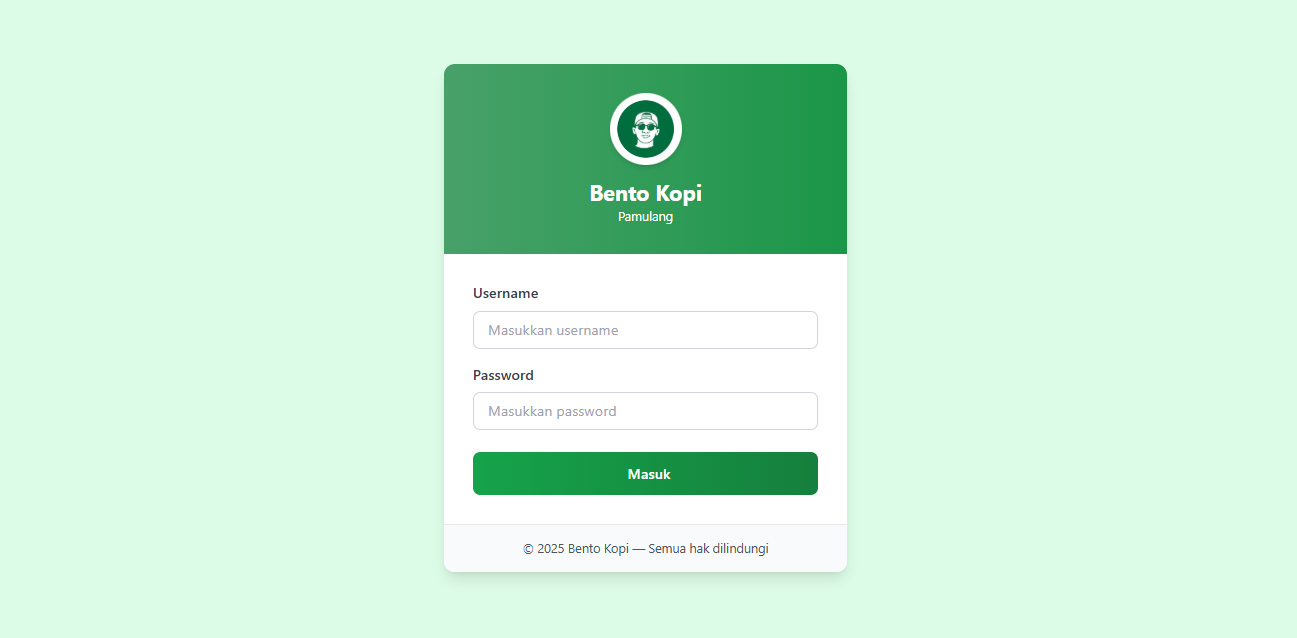 Bento Kopi
Pamulang
Username
Masukkan username
Password
Masukkan password
Masuk
© 2025 Bento Kopi — Semua hak dilindungi